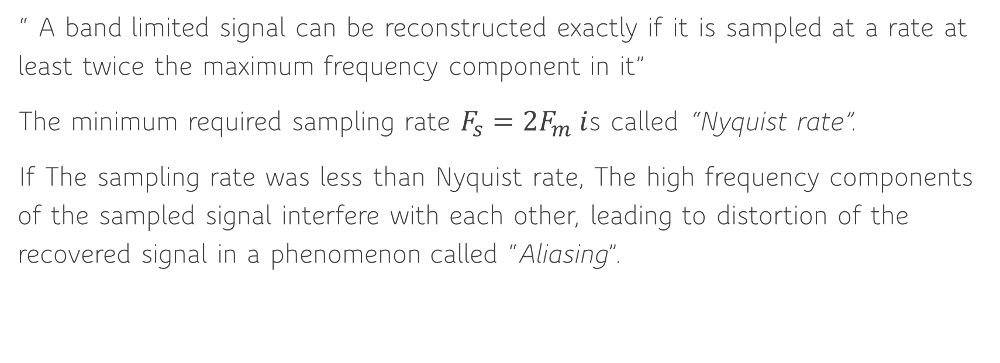 “ A band limited signal can be reconstructed exactly if it is sampled at a rate at
least twice the maximum frequency component in it”
The minimum required sampling rate Fₛ = 2Fₘ is called “Nyquist rate”.
If The sampling rate was less than Nyquist rate, The high frequency components
of the sampled signal interfere with each other, leading to distortion of the
recovered signal in a phenomenon called “Aliasing”.